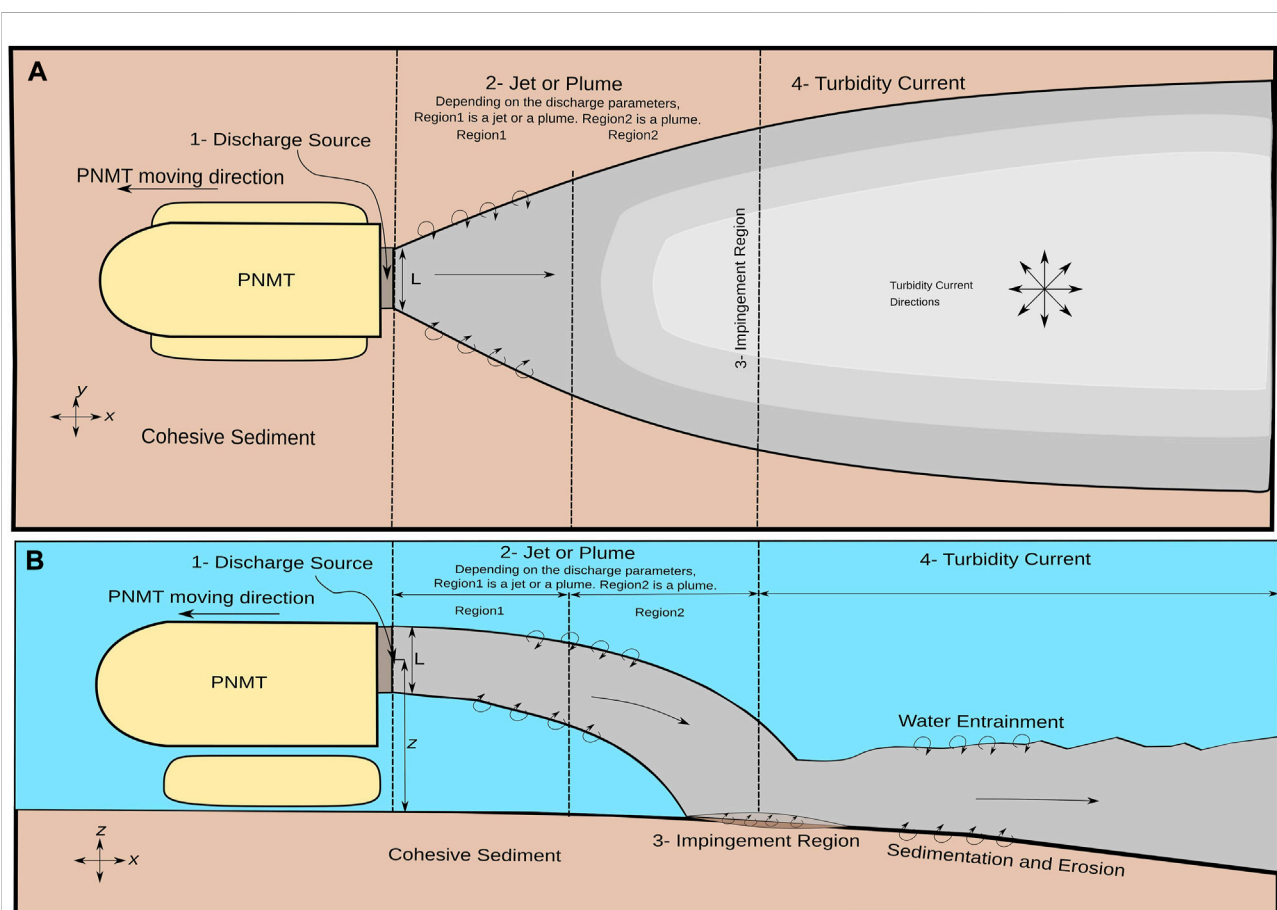 A
2- Jet or Plume
Depending on the discharge parameters,
Region1 is a jet or a plume. Region2 is a plume.
Region1
Region2
4- Turbidity Current
1- Discharge Source
PNMT moving direction
PNMT
L
3- Impingement Region
Turbidity Current
Directions
y
x
Cohesive Sediment
B
2- Jet or Plume
Depending on the discharge parameters,
Region1 is a jet or a plume. Region2 is a plume.
Region1
Region2
4- Turbidity Current
1- Discharge Source
PNMT moving direction
PNMT
L
z
Water Entrainment
3- Impingement Region
Sedimentation and Erosion
z
x
Cohesive Sediment